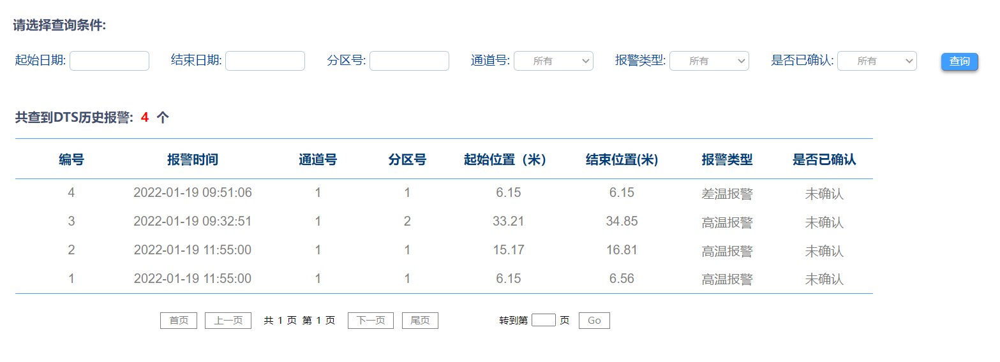 请选择查询条件:
起始日期: 结束日期: 分区号: 通道号: 所有 报警类型: 所有 是否已确认: 所有 查询
共查到DTS历史报警: 4 个
编号 报警时间 通道号 分区号 起始位置（米） 结束位置(米) 报警类型 是否已确认
4 2022-01-19 09:51:06 1 1 6.15 6.15 差温报警 未确认
3 2022-01-19 09:32:51 1 2 33.21 34.85 高温报警 未确认
2 2022-01-19 11:55:00 1 1 15.17 16.81 高温报警 未确认
1 2022-01-19 11:55:00 1 1 6.15 6.56 高温报警 未确认
首页 上一页 共 1 页 第 1 页 下一页 尾页 转到第 页 Go